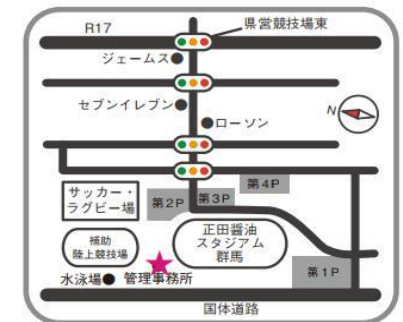 R17
県営競技場東
ジェームス
セブンイレブン
ローソン
N
サッカー・
ラグビー場
第2P
第3P
第4P
補助
陸上競技場
正田醤油
スタジアム
群馬
第1P
水泳場
管理事務所
国体道路